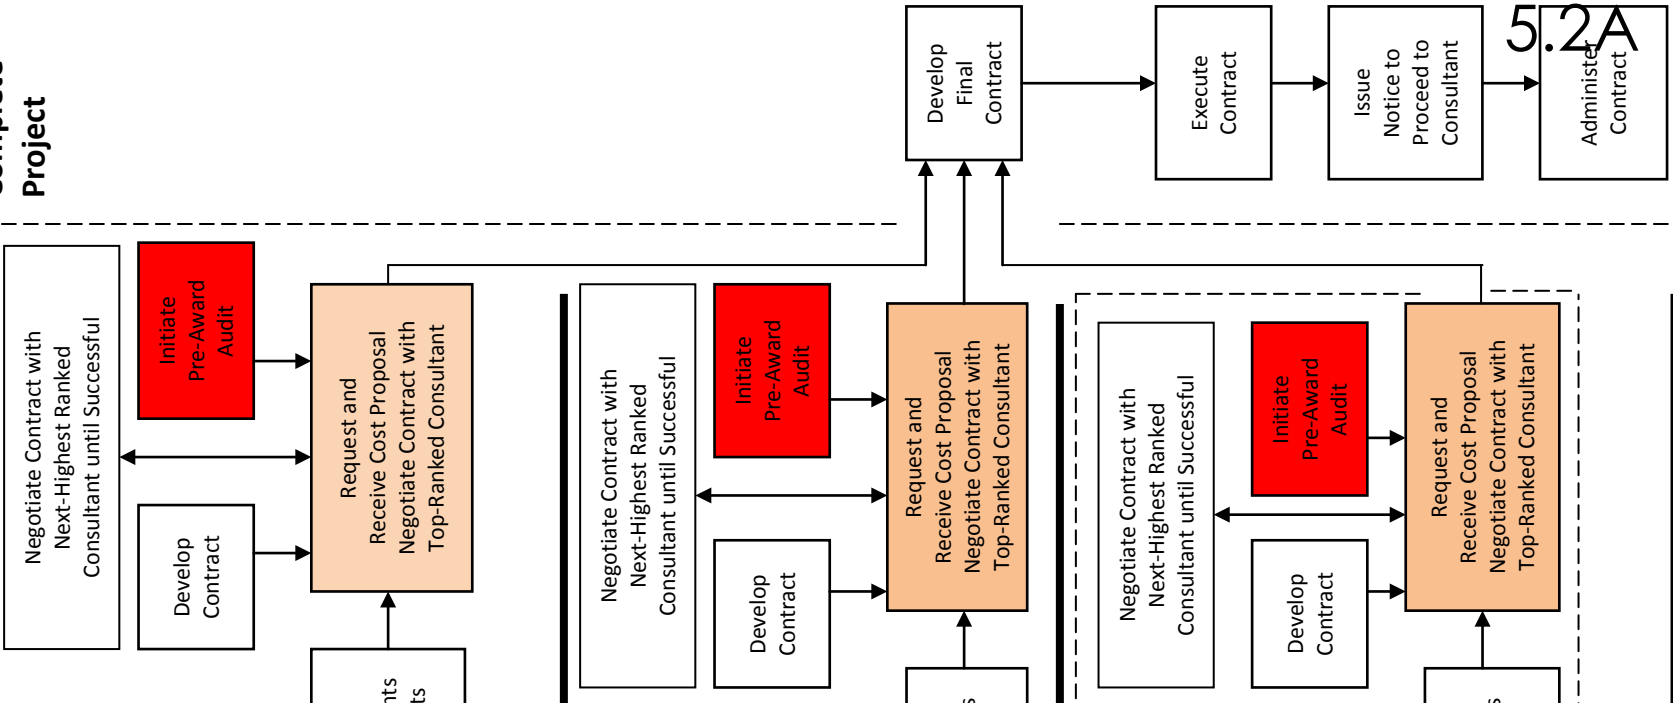 5.2A
Project
Develop
Final
Contract
Execute
Contract
Issue
Notice to
Proceed to
Consultant
Administer
Contract
Negotiate Contract with
Next-Highest Ranked
Consultant until Successful
Initiate
Pre-Award
Audit
Develop
Contract
Request and
Receive Cost Proposal
Negotiate Contract with
Top-Ranked Consultant
Negotiate Contract with
Next-Highest Ranked
Consultant until Successful
Initiate
Pre-Award
Audit
Develop
Contract
Request and
Receive Cost Proposal
Negotiate Contract with
Top-Ranked Consultant
Negotiate Contract with
Next-Highest Ranked
Consultant until Successful
Initiate
Pre-Award
Audit
Develop
Contract
Request and
Receive Cost Proposal
Negotiate Contract with
Top-Ranked Consultant